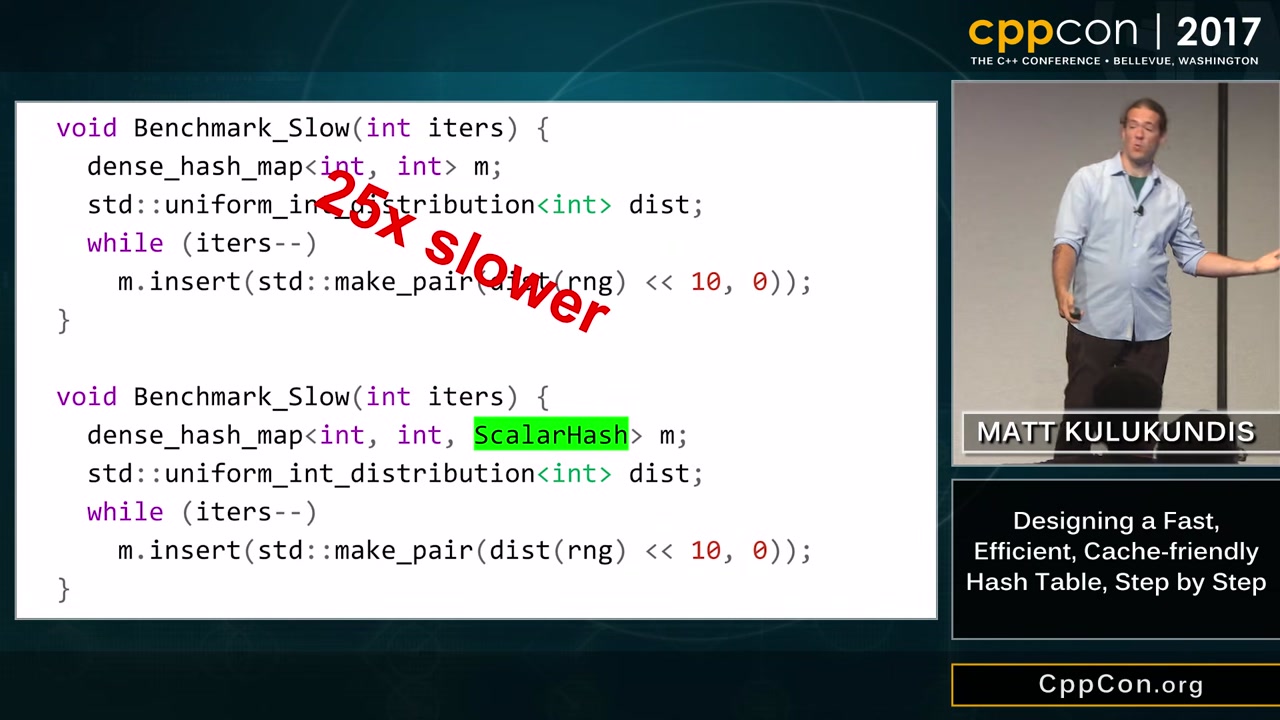 cppcon | 2017
THE C++ CONFERENCE • BELLEVUE, WASHINGTON
void Benchmark_Slow(int iters) {
  dense_hash_map<int, int> m;
  std::uniform_int_distribution<int> dist;
  while (iters--)
    m.insert(std::make_pair(dist(rng) << 10, 0));
}
25x slower
void Benchmark_Slow(int iters) {
  dense_hash_map<int, int, ScalarHash> m;
  std::uniform_int_distribution<int> dist;
  while (iters--)
    m.insert(std::make_pair(dist(rng) << 10, 0));
}
MATT KULUKUNDIS
Designing a Fast,
Efficient, Cache-friendly
Hash Table, Step by Step
CppCon.org